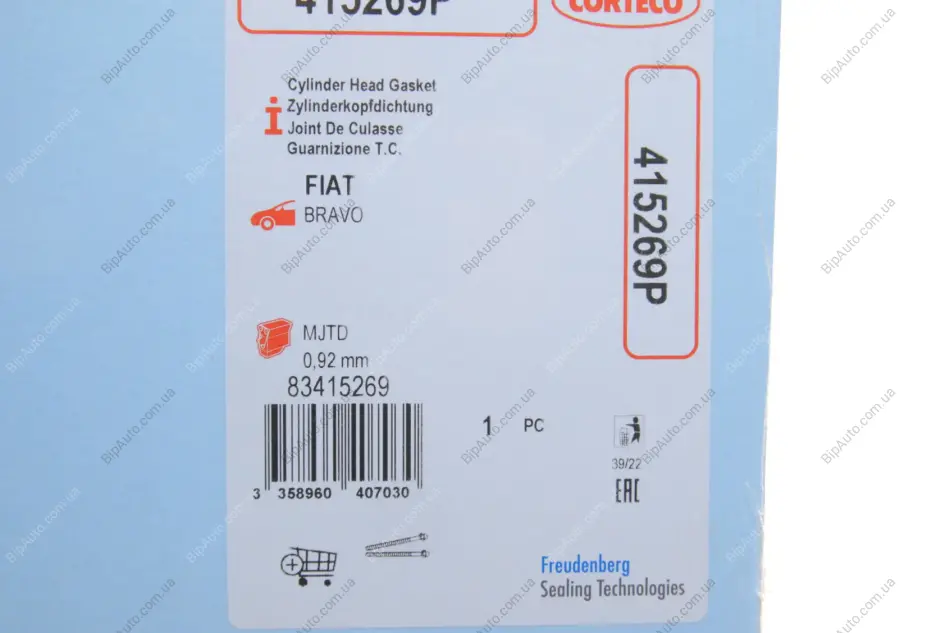 415269P
CORTECO
Cylinder Head Gasket
Zylinderkopfdichtung
Joint De Culasse
Guarnizione T.C.
FIAT
BRAVO
415269P
MJTD
0,92 mm
83415269
1 PC
3 358960 407030
39/22
EAC
Freudenberg
Sealing Technologies
BipAuto.com.ua